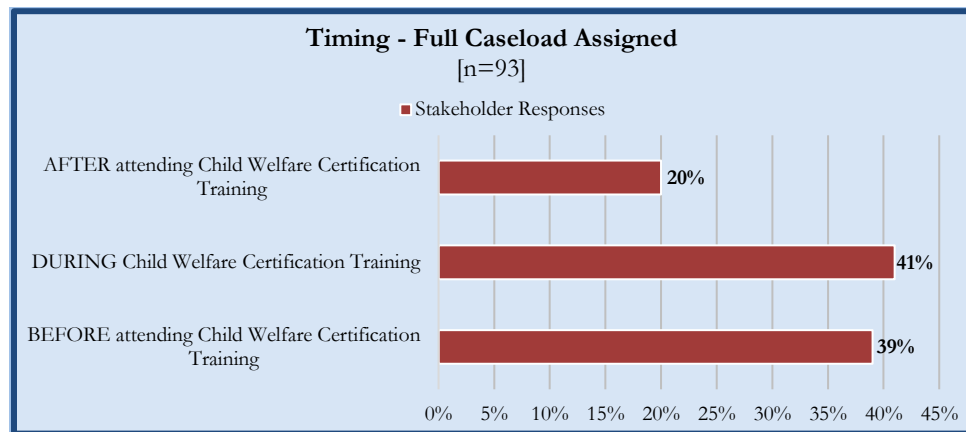 Timing - Full Caseload Assigned
[n=93]
Stakeholder Responses
AFTER attending Child Welfare Certification
Training
20%
DURING Child Welfare Certification Training
41%
BEFORE attending Child Welfare Certification
Training
39%
0% 5% 10% 15% 20% 25% 30% 35% 40% 45%